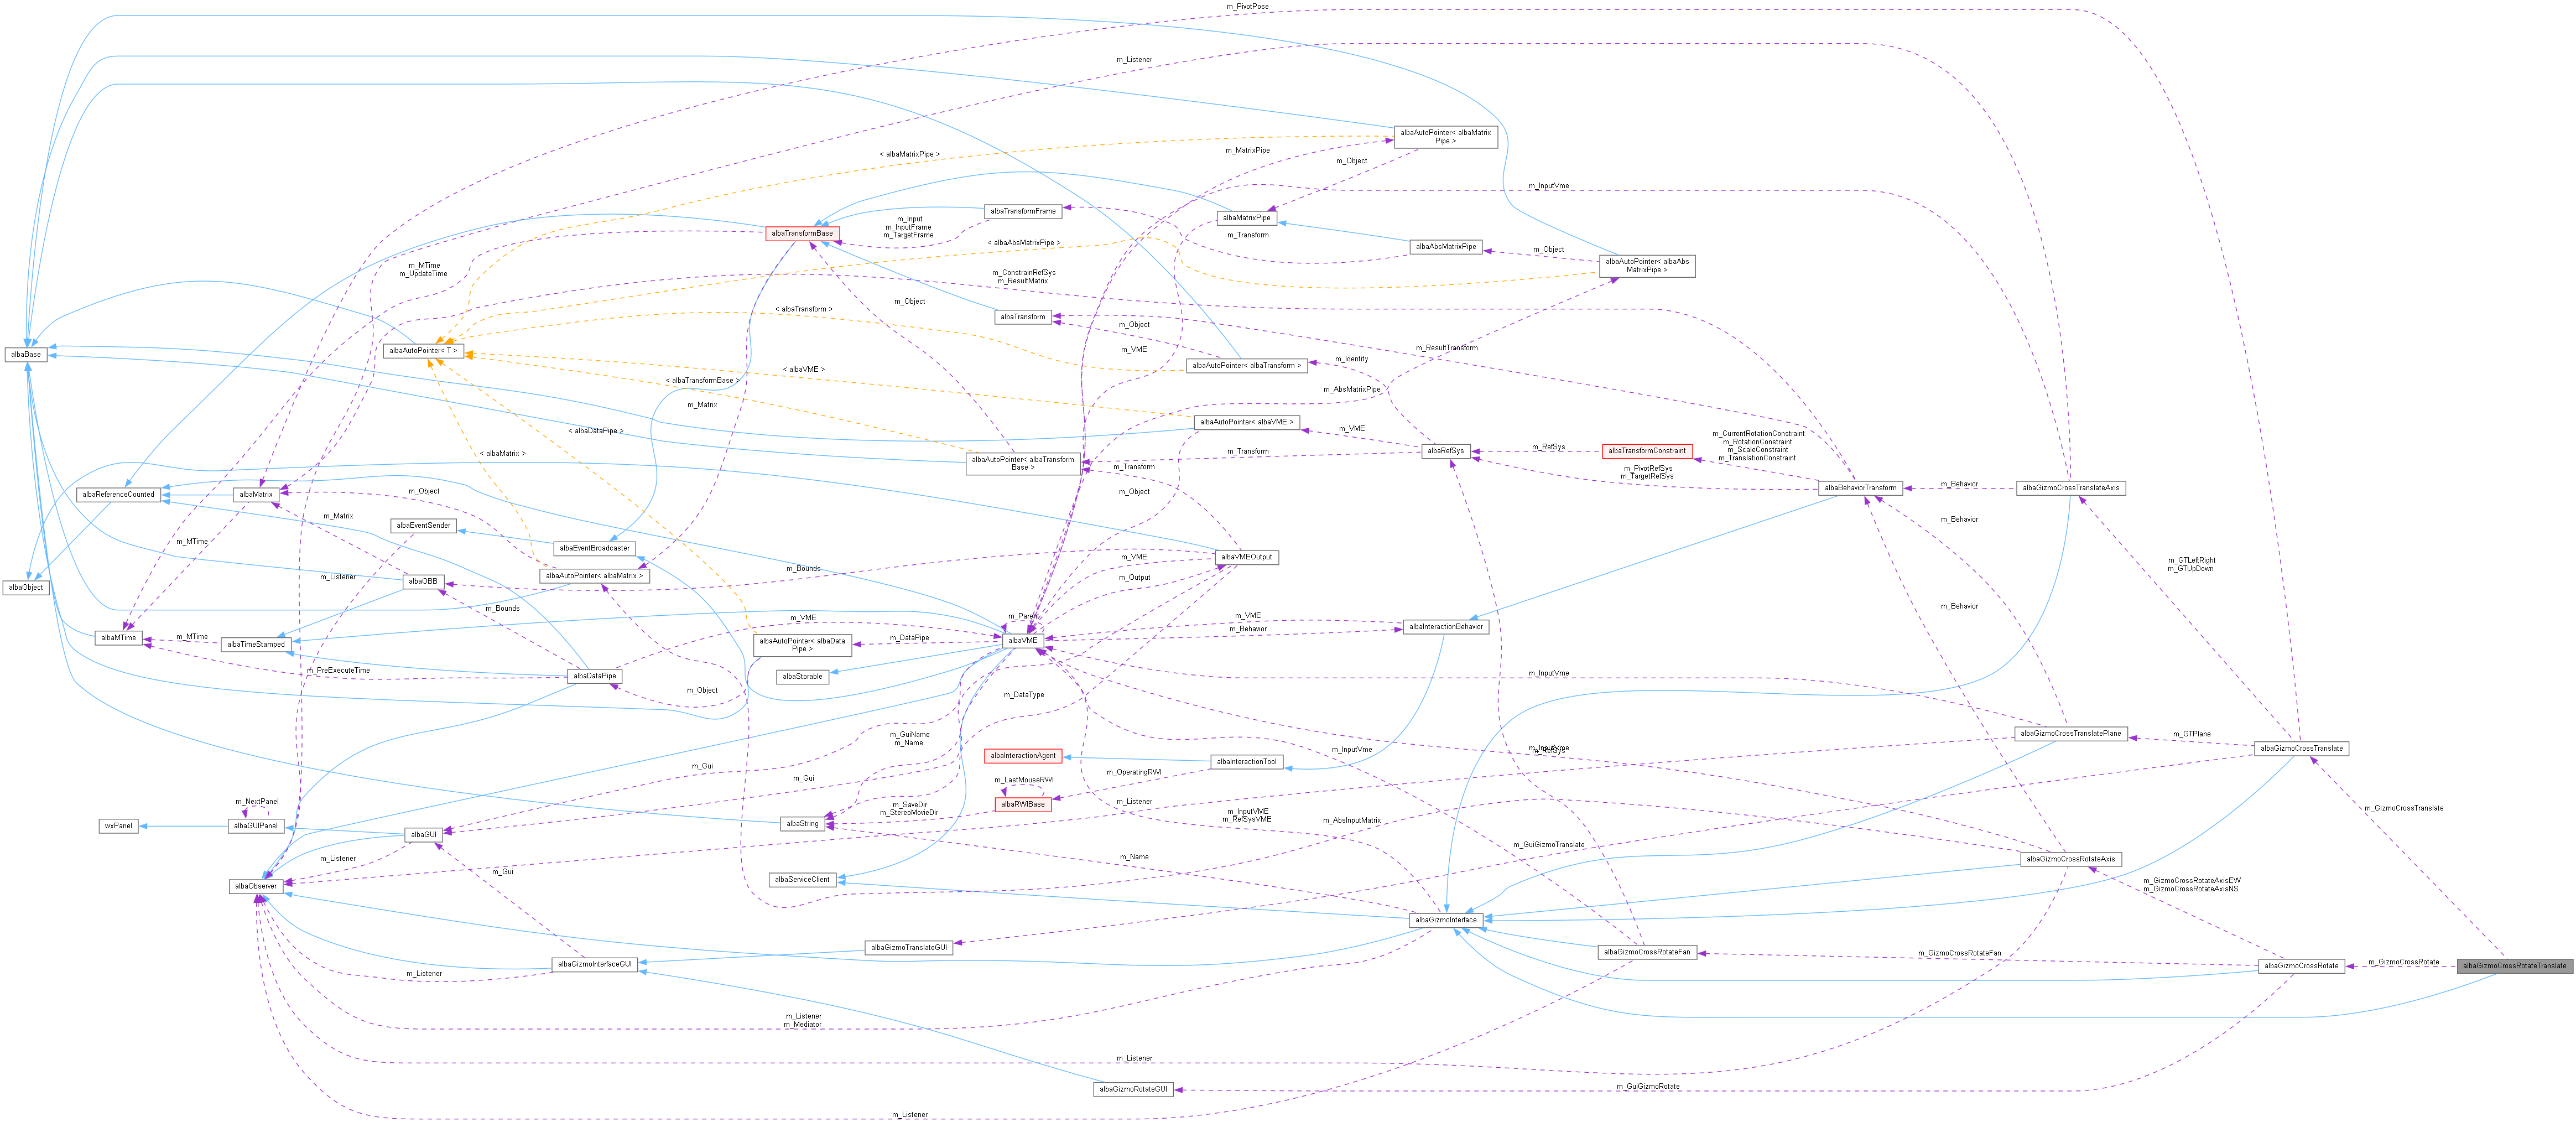 m_PivotPose
m_Listener
albaAutoPointer< albaMatrix
Pipe >
< albaMatrixPipe >
m_MatrixPipe
m_Object
m_InputVme
albaTransformFrame
albaMatrixPipe
m_Input
m_InputFrame
m_TargetFrame
albaTransformBase
m_Transform
< albaAbsMatrixPipe >
albaAbsMatrixPipe
m_Object
albaAutoPointer< albaAbs
MatrixPipe >
m_MTime
m_UpdateTime
m_ConstrainRefSys
m_ResultMatrix
m_Object
< albaTransform >
albaTransform
m_Object
albaBase
albaAutoPointer< T >
m_VME
m_Identity
m_ResultTransform
albaAutoPointer< albaTransform >
< albaVME >
< albaTransformBase >
m_AbsMatrixPipe
m_Matrix
< albaDataPipe >
albaAutoPointer< albaVME >
m_VME
m_CurrentRotationConstraint
m_RotationConstraint
m_ScaleConstraint
m_TranslationConstraint
< albaMatrix >
albaAutoPointer< albaTransform
Base >
m_Transform
m_Transform
albaRefSys
m_RefSys
albaTransformConstraint
m_PivotRefSys
m_TargetRefSys
albaReferenceCounted
albaMatrix
m_Object
m_Object
albaBehaviorTransform
m_Behavior
albaGizmoCrossTranslateAxis
m_Matrix
albaEventSender
m_Behavior
m_MTime
albaEventBroadcaster
albaVMEOutput
m_VME
albaObject
m_Listener
albaOBB
albaAutoPointer< albaMatrix >
m_Bounds
m_Output
m_GTLeftRight
m_GTUpDown
m_Bounds
m_Behavior
m_VME
m_VME
albaMTime
m_MTime
albaTimeStamped
albaAutoPointer< albaData
Pipe >
m_DataPipe
albaVME
m_Behavior
albaInteractionBehavior
m_PreExecuteTime
albaDataPipe
albaStorable
m_Object
m_DataType
m_InputVme
m_GuiName
m_Name
albaGizmoCrossTranslatePlane
m_GTPlane
albaGizmoCrossTranslate
m_InputVme
m_Gui
m_Gui
albaInteractionAgent
albaInteractionTool
m_OperatingRWI
m_LastMouseRWI
albaRWIBase
m_NextPanel
m_SaveDir
m_StereoMovieDir
m_Listener
m_InputVME
m_RefSysVME
m_AbsInputMatrix
m_GizmoCrossTranslate
wxPanel
albaGUIPanel
albaGUI
albaString
m_Listener
m_Gui
m_Name
m_GuiGizmoTranslate
albaGizmoCrossRotateAxis
albaObserver
albaServiceClient
m_GizmoCrossRotateAxisEW
m_GizmoCrossRotateAxisNS
albaGizmoInterface
albaGizmoTranslateGUI
albaGizmoCrossRotateFan
m_GizmoCrossRotateFan
albaGizmoInterfaceGUI
m_Listener
albaGizmoCrossRotate
m_GizmoCrossRotate
albaGizmoCrossRotateTranslate
m_Listener
m_Mediator
m_Listener
albaGizmoRotateGUI
m_GuiGizmoRotate
m_Listener